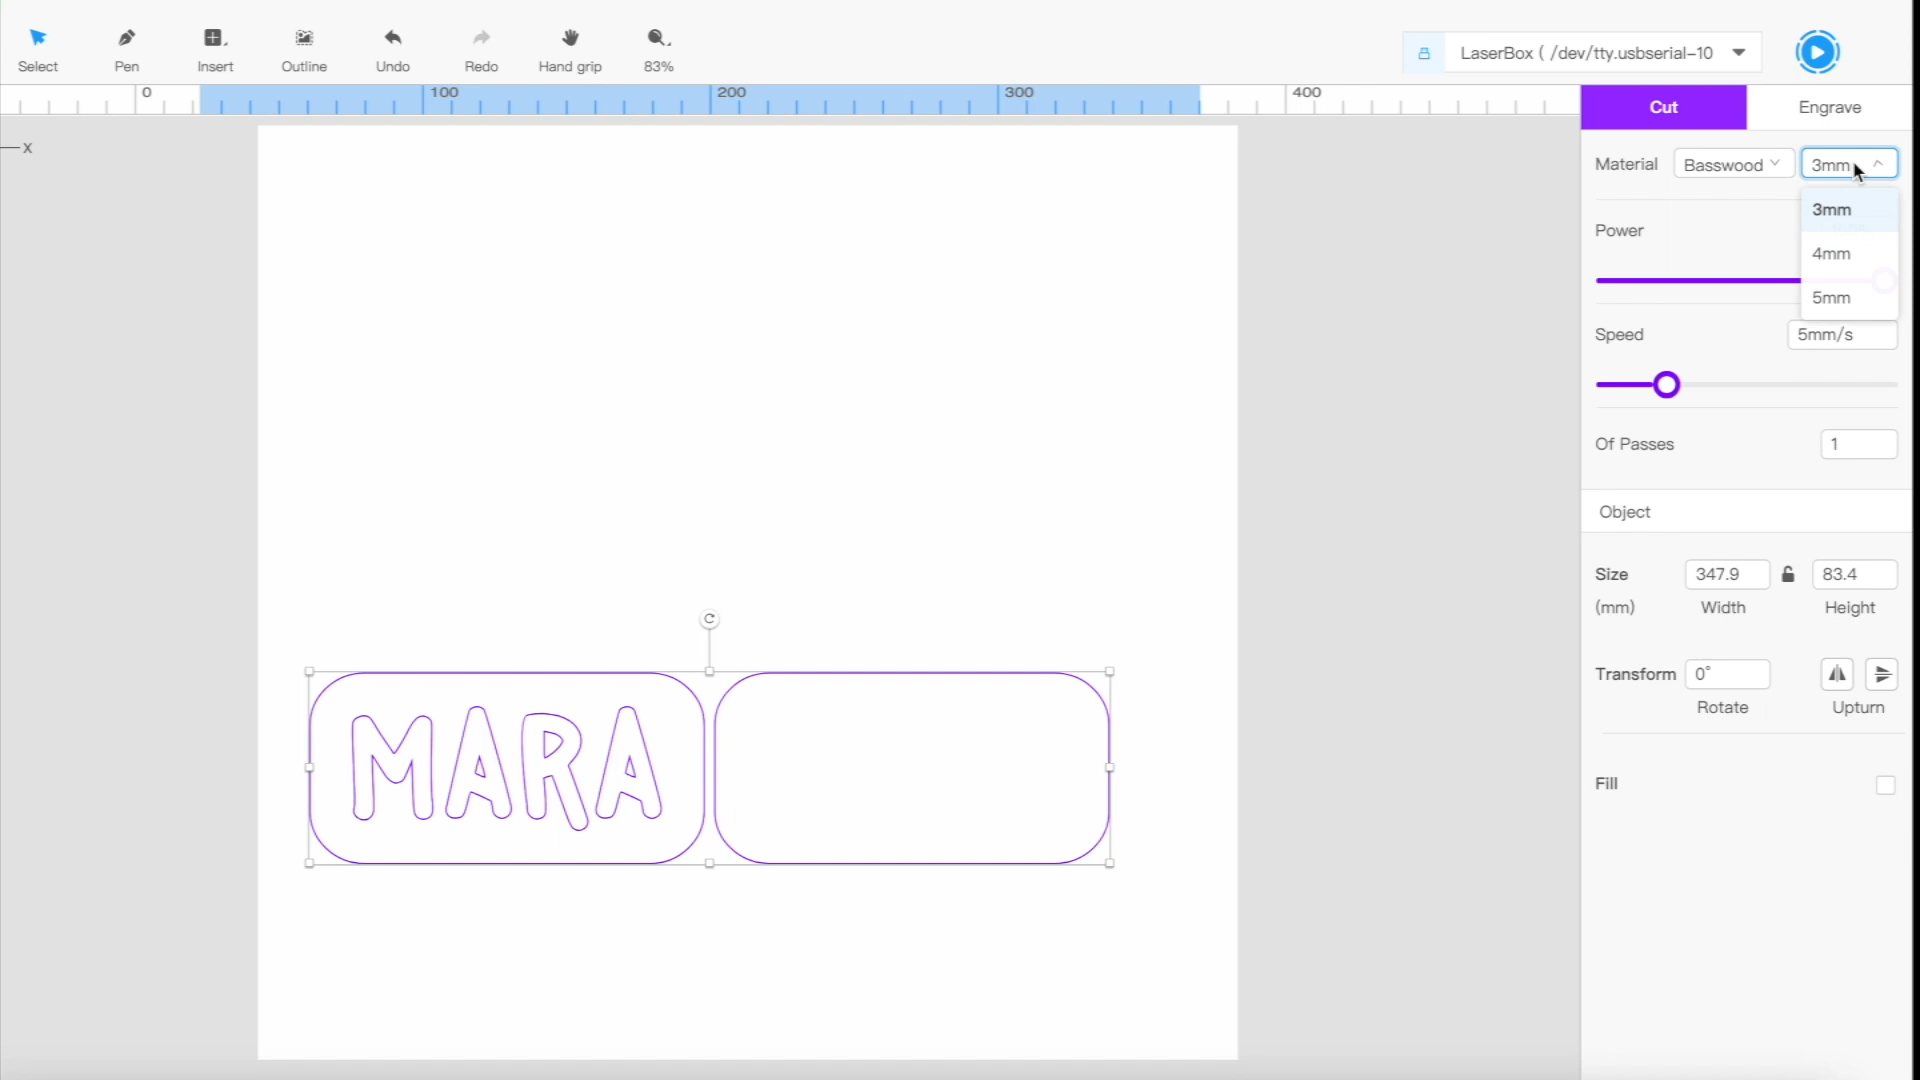 Select
Pen
Insert
Outline
Undo
Redo
Hand grip
83%
LaserBox ( /dev/tty.usbserial-10
0
100
200
300
400
X
Cut
Engrave
Material
Basswood
3mm
3mm
4mm
5mm
Power
Speed
5mm/s
Of Passes
1
Object
Size
347.9
83.4
(mm)
Width
Height
Transform
0°
Rotate
Upturn
Fill
MARA